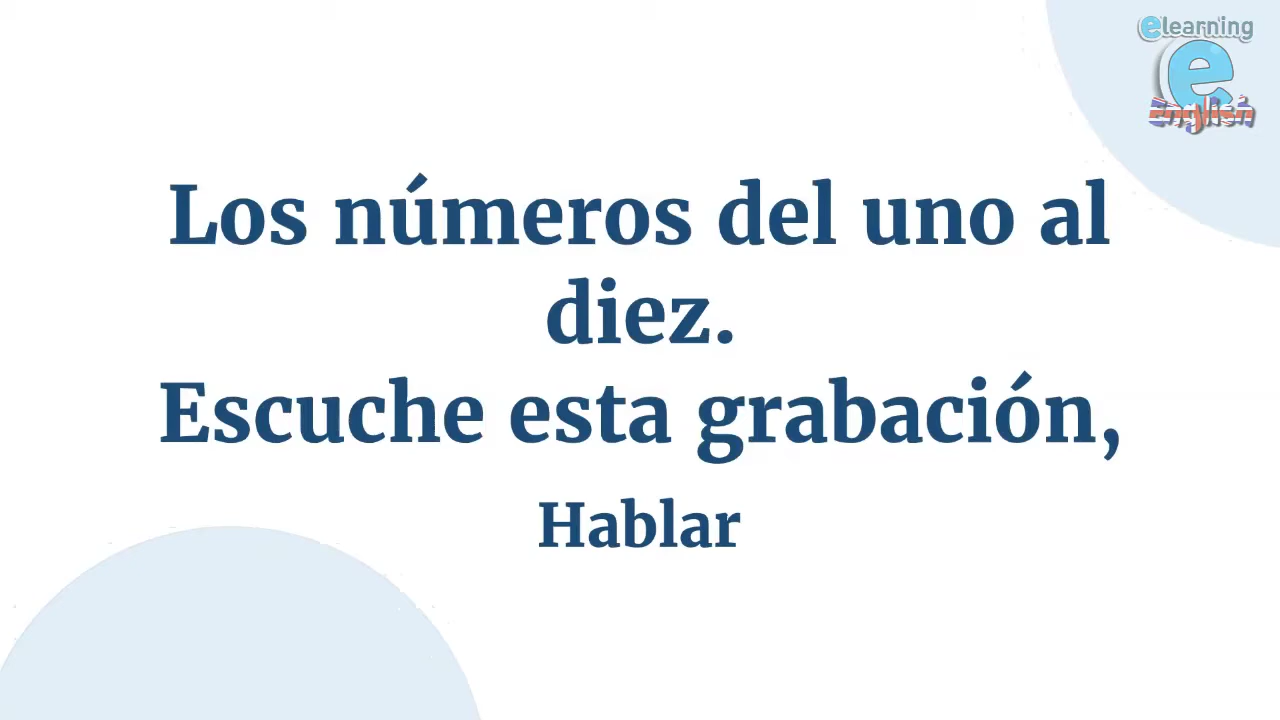 elearning
e
English
Los números del uno al
diez.
Escuche esta grabación,
Hablar